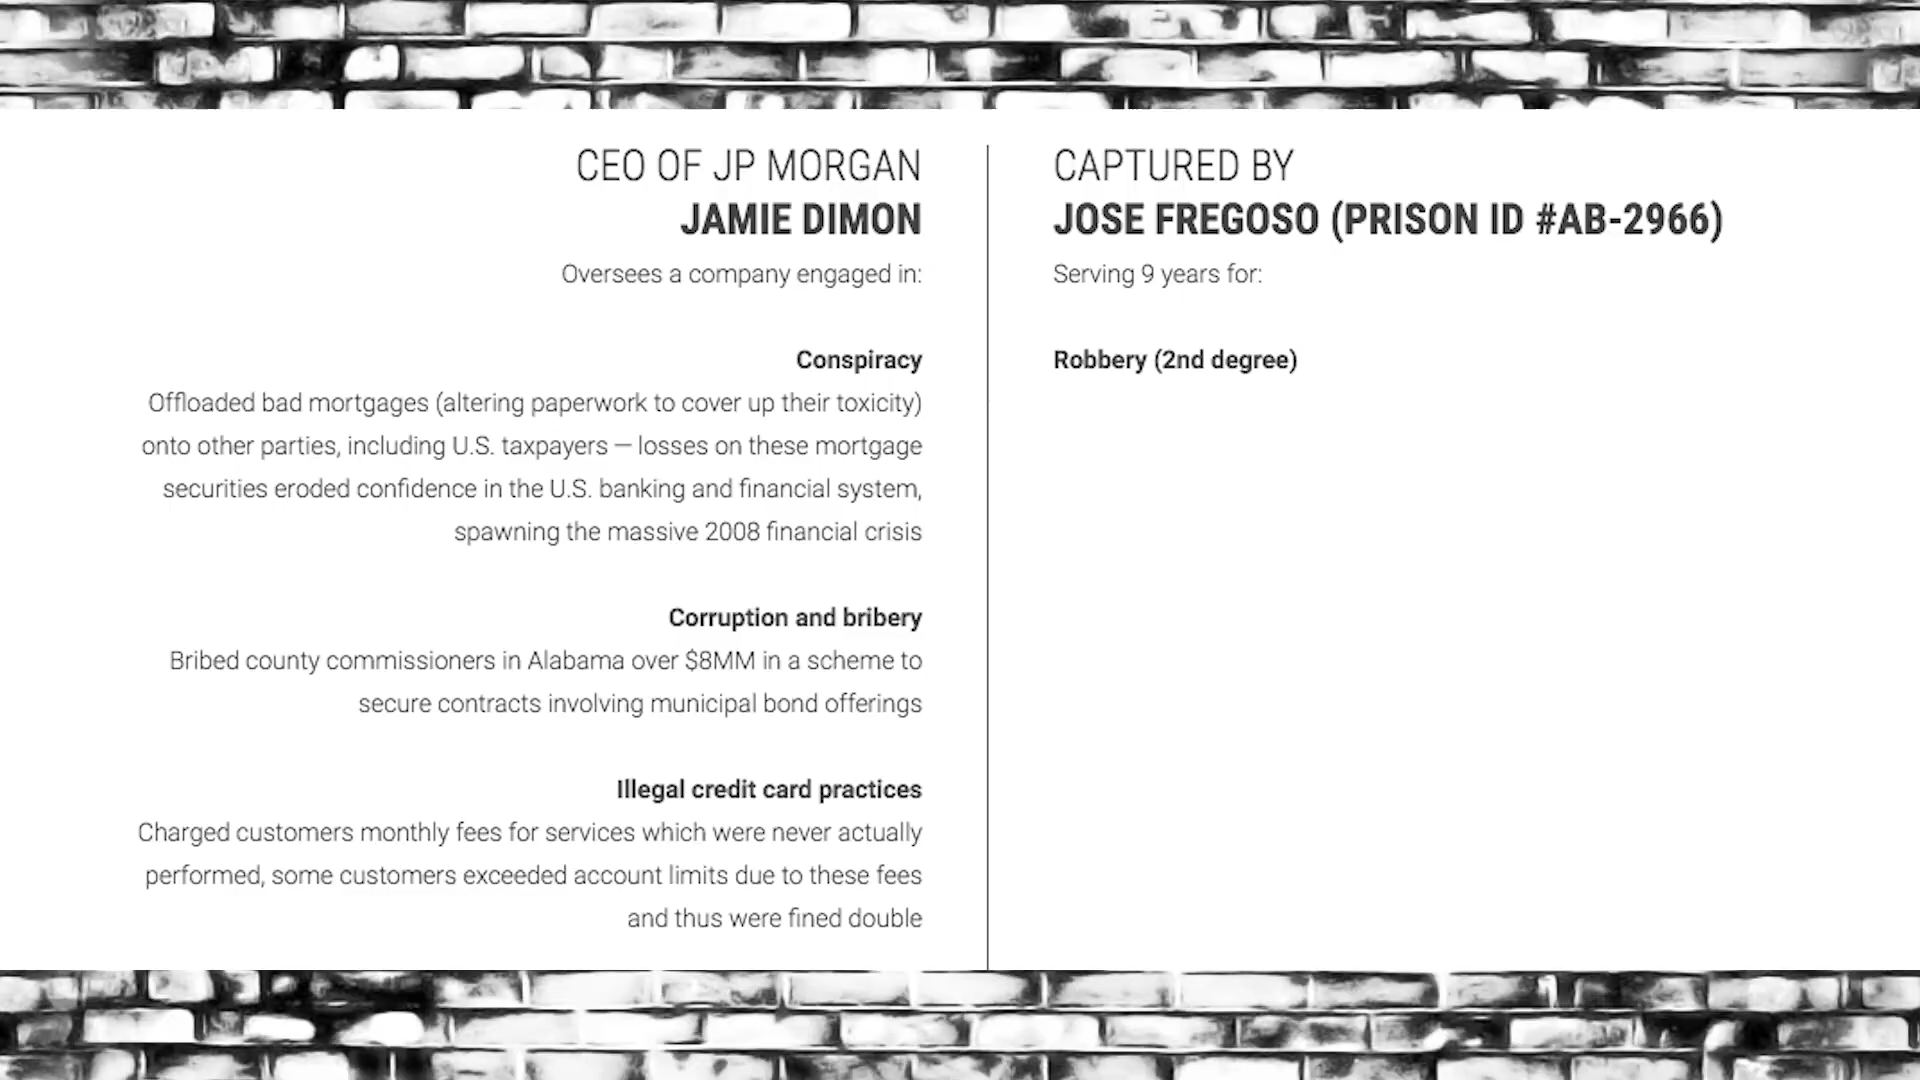 CEO OF JP MORGAN
JAMIE DIMON
Oversees a company engaged in:
Conspiracy
Offloaded bad mortgages (altering paperwork to cover up their toxicity)
onto other parties, including U.S. taxpayers — losses on these mortgage
securities eroded confidence in the U.S. banking and financial system,
spawning the massive 2008 financial crisis
Corruption and bribery
Bribed county commissioners in Alabama over $8MM in a scheme to
secure contracts involving municipal bond offerings
Illegal credit card practices
Charged customers monthly fees for services which were never actually
performed, some customers exceeded account limits due to these fees
and thus were fined double
CAPTURED BY
JOSE FREGOSO (PRISON ID #AB-2966)
Serving 9 years for:
Robbery (2nd degree)